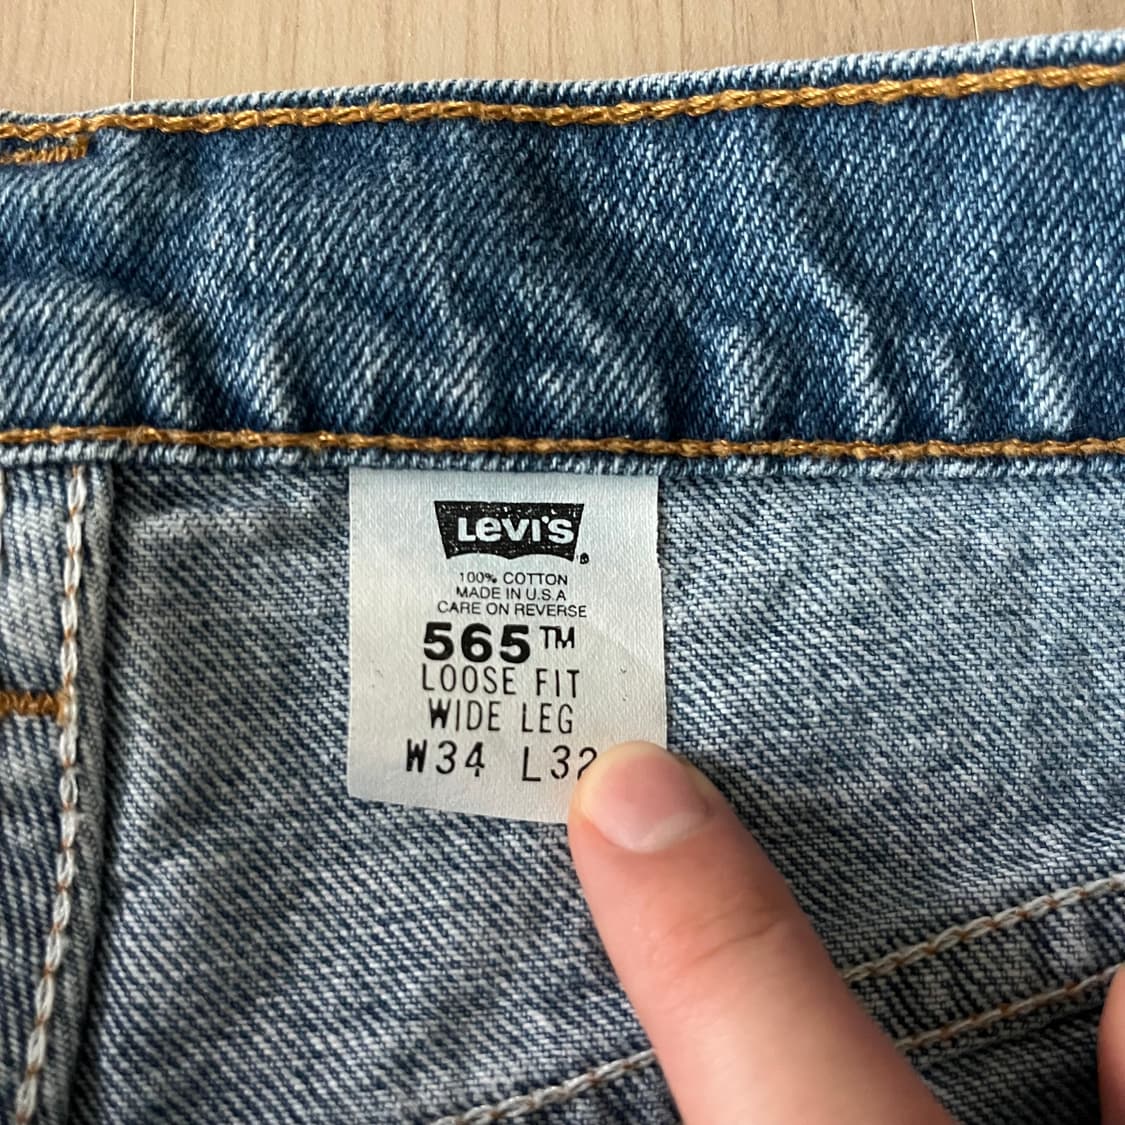 LEVI'S®
100% COTTON
MADE IN U.S.A
CARE ON REVERSE
565™
LOOSE FIT
WIDE LEG
W34 L32